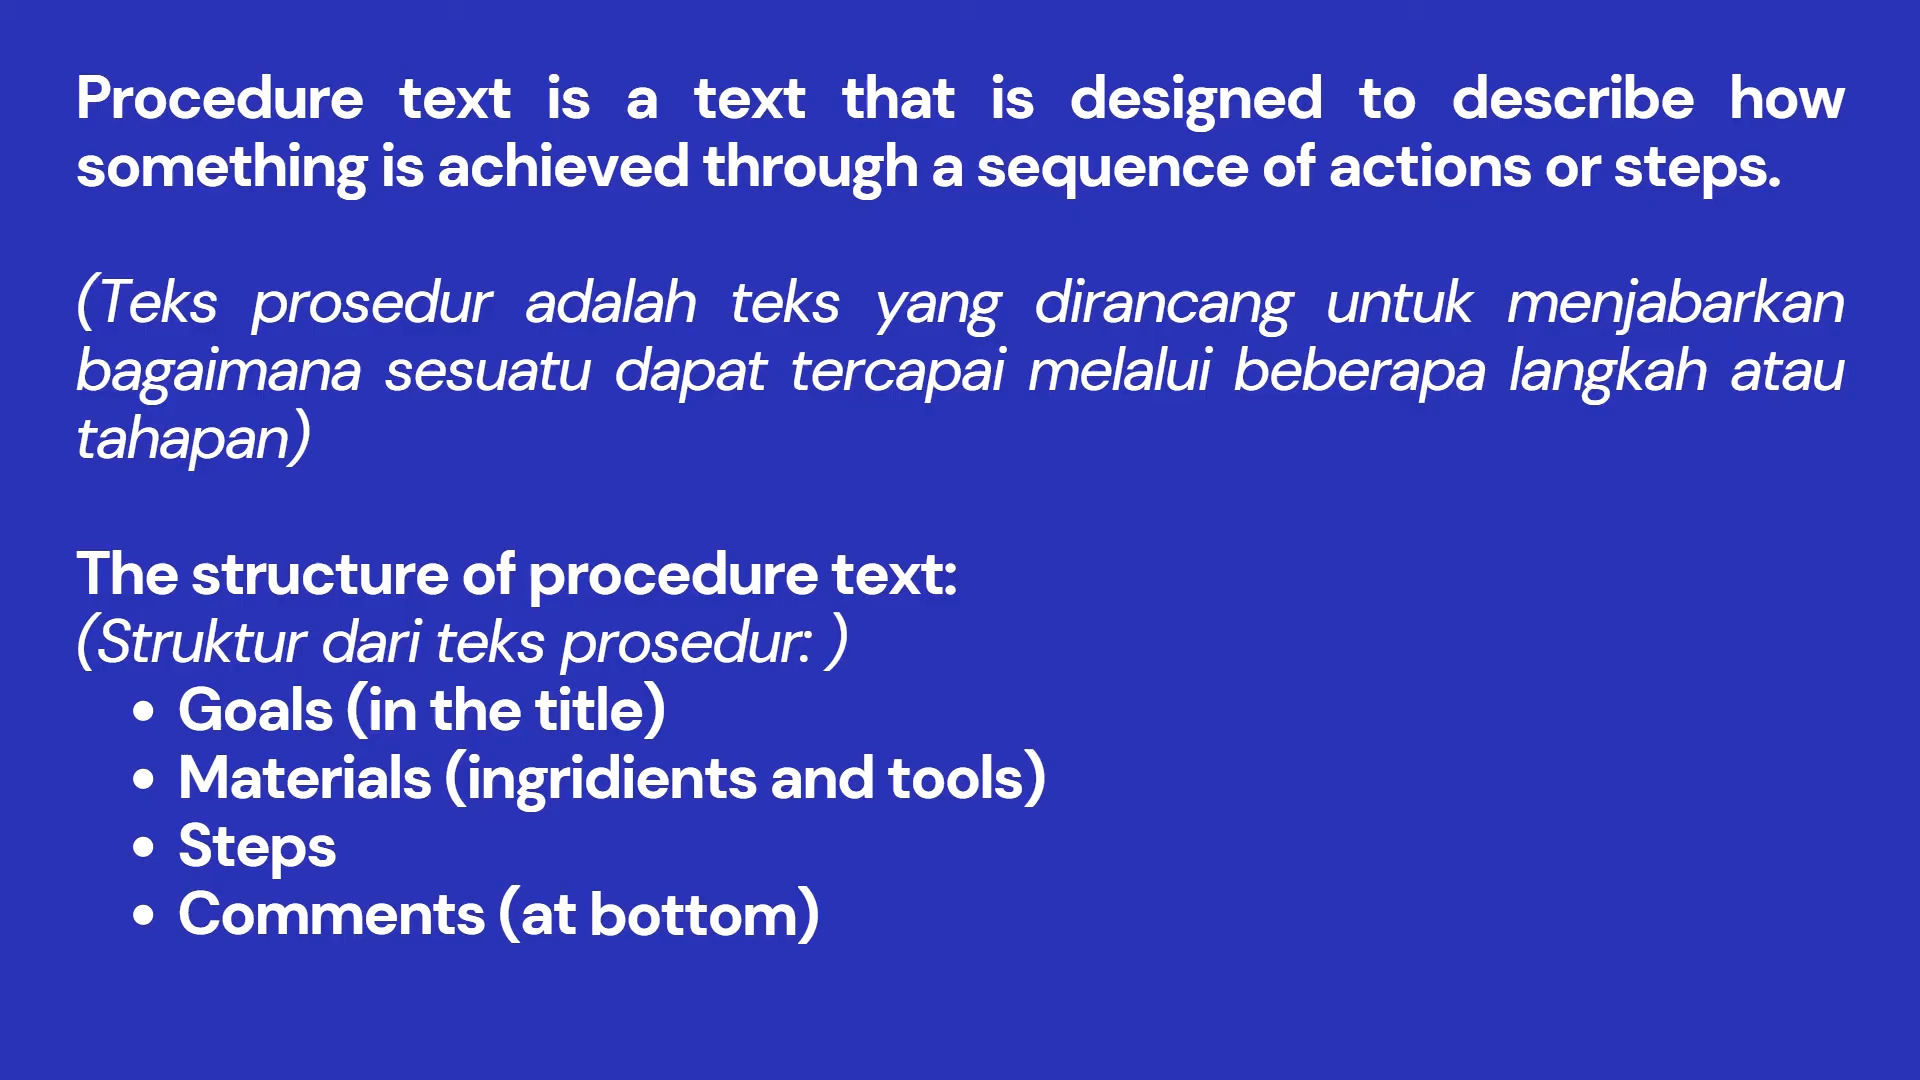 Procedure text is a text that is designed to describe how
something is achieved through a sequence of actions or steps.
(Teks prosedur adalah teks yang dirancang untuk menjabarkan
bagaimana sesuatu dapat tercapai melalui beberapa langkah atau
tahapan)
The structure of procedure text:
(Struktur dari teks prosedur: )
• Goals (in the title)
• Materials (ingridients and tools)
• Steps
• Comments (at bottom)